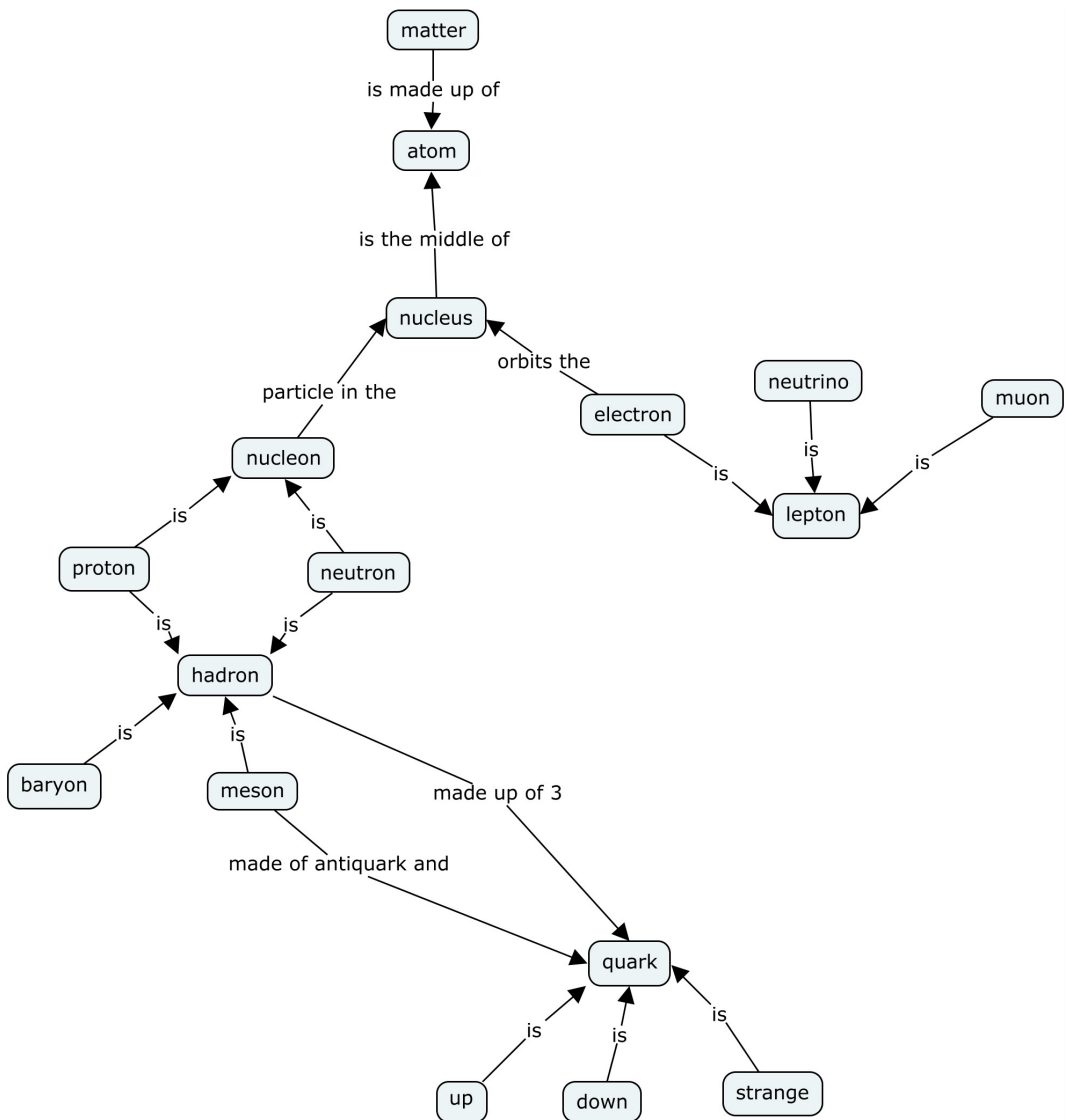 matter
is made up of
atom
is the middle of
nucleus
orbits the
neutrino
particle in the
muon
electron
is
nucleon
is
is
lepton
is
is
proton
neutron
is
is
hadron
is
is
baryon
meson
made up of 3
made of antiquark and
quark
is
is
is
up
down
strange